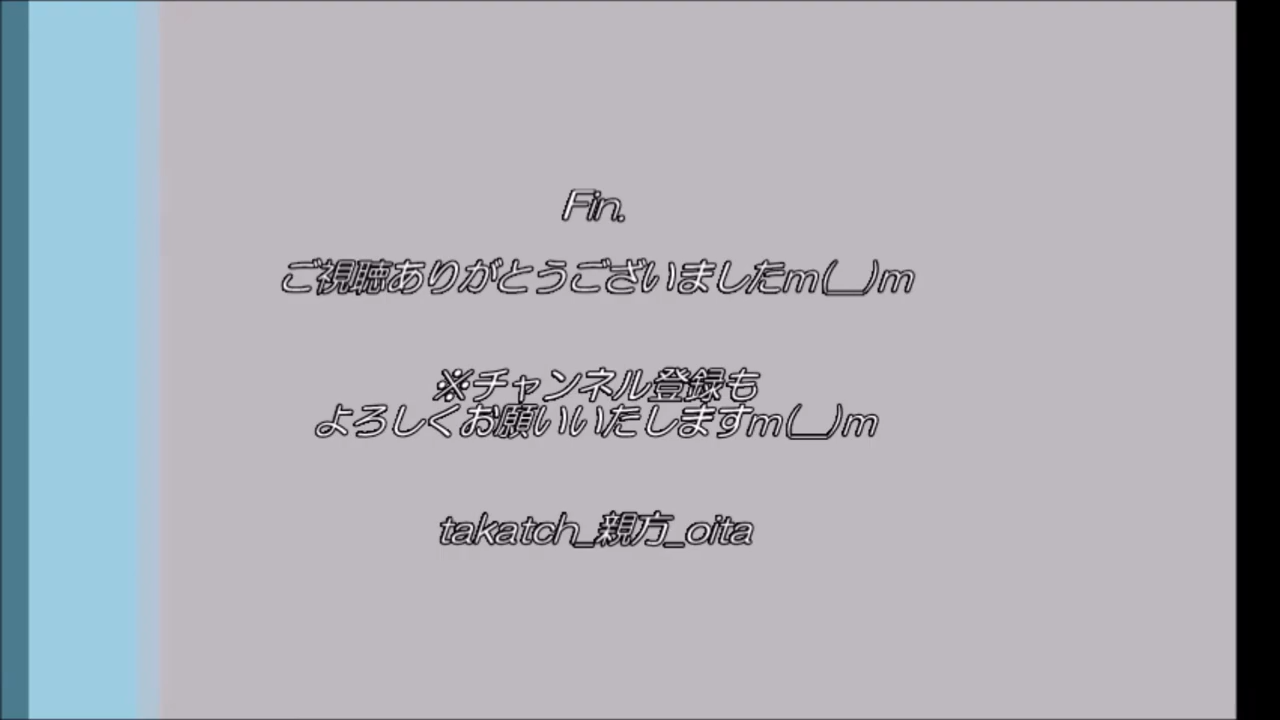 Fin.
ご視聴ありがとうございましたm(__)m
※チャンネル登録も
よろしくお願いいたしますm(__)m
takatch_親方_oita